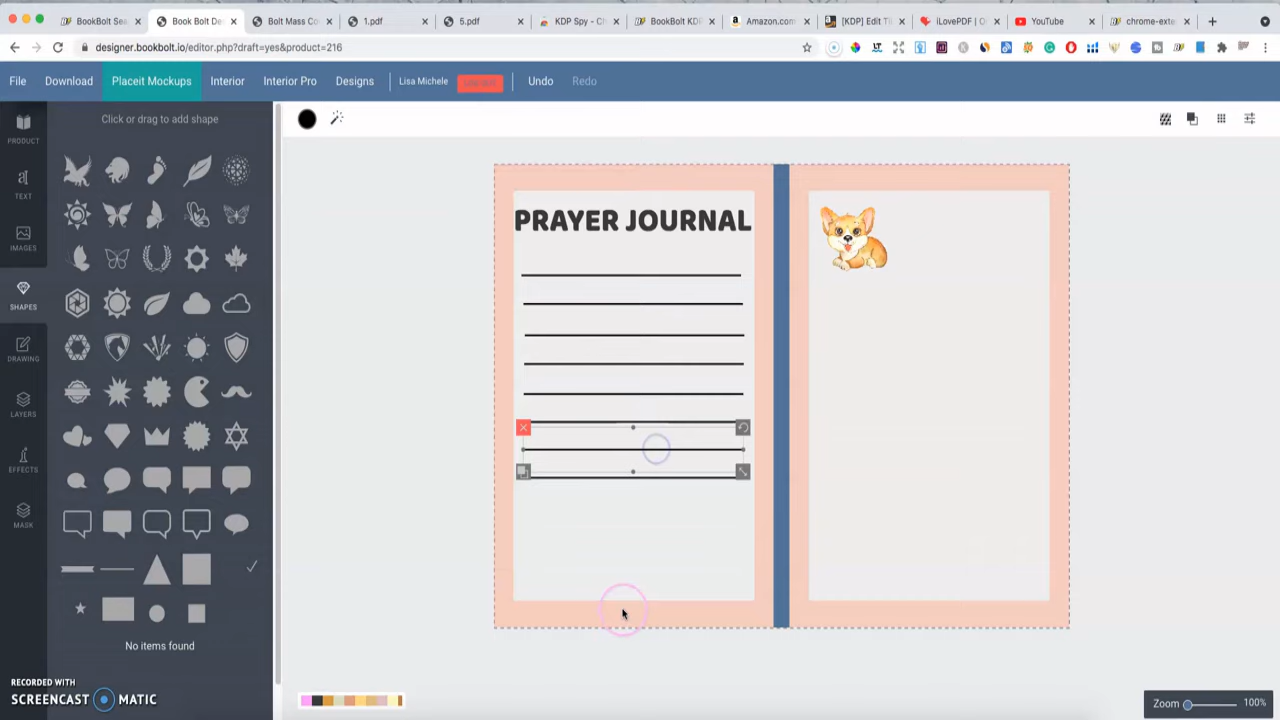 BookBolt Sea
Book Bolt De
Bolt Mass Co
1.pdf
5.pdf
KDP Spy - Ch
BookBolt KDP
Amazon.com
[KDP] Edit Ti
iLovePDF | O
YouTube
chrome-exte
designer.bookbolt.io/editor.php?draft=yes&product=216
File
Download
Placeit Mockups
Interior
Interior Pro
Designs
Lisa Michele
Upgrade
Undo
Redo
Click or drag to add shape
PRODUCT
TEXT
IMAGES
SHAPES
DRAWING
LAYERS
EFFECTS
MASK
No items found
PRAYER JOURNAL
RECORDED WITH
SCREENCAST MATIC
Zoom
100%